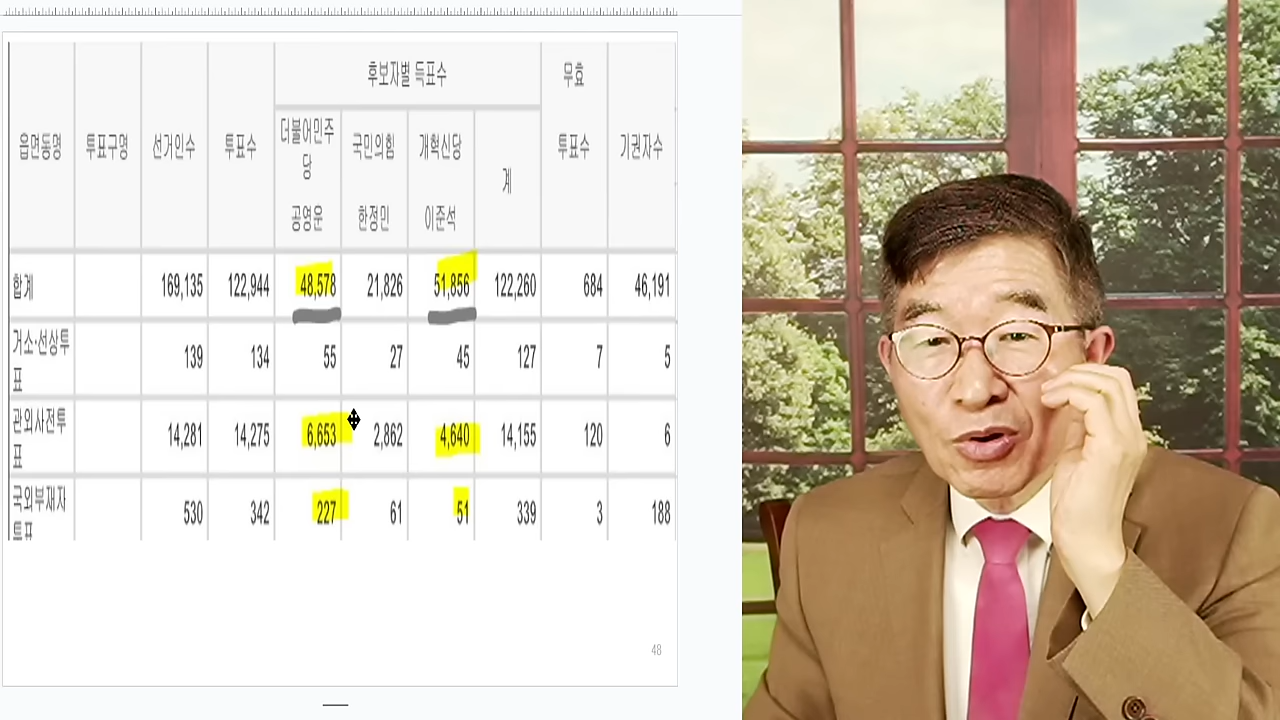 후보자별 득표수
무효
읍면동명 투표구명 선거인수 투표수 더불어민주 국민의힘 개혁신당 계 투표수 기권자수
당
공영운 한정민 이준석
합계 169,135 122,944 48,578 21,826 51,856 122,260 684 46,191
거소·선상투 139 134 55 27 45 127 7 5
표
관외사전투 14,281 14,275 6,653 2,862 4,640 14,155 120 6
표
국외부재자 530 342 227 61 51 339 3 188
투표
48